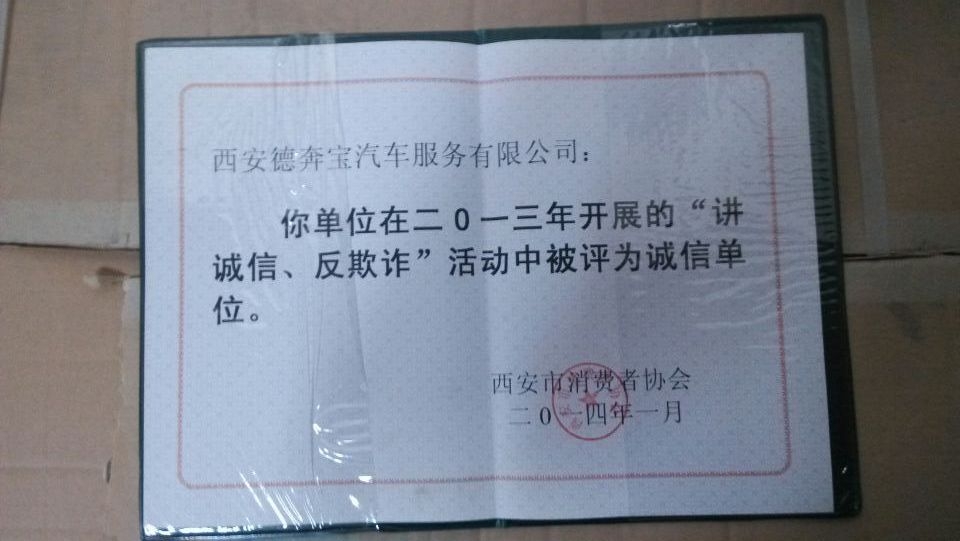 西安德奔宝汽车服务有限公司：
你单位在二0一三年开展的“讲
诚信、反欺诈”活动中被评为诚信单
位。
西安市消费者协会
二0一四年一月